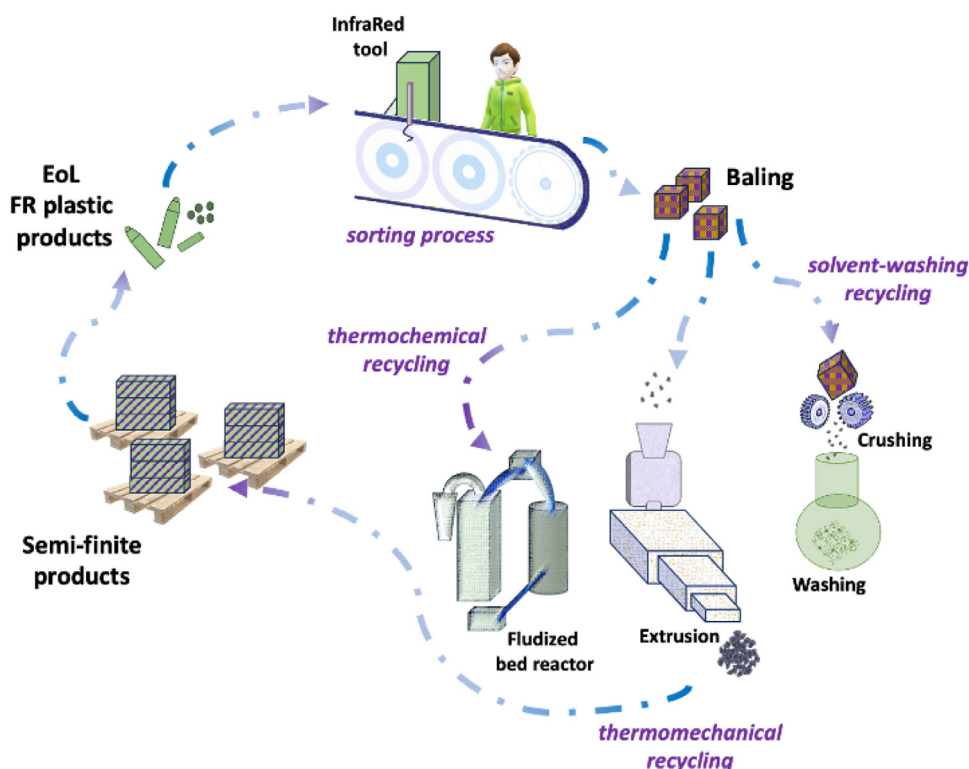 InfraRed
tool
EoL
FR plastic
products
sorting process
Baling
solvent-washing
recycling
thermochemical
recycling
Crushing
Washing
Semi-finite
products
Fludized
bed reactor
Extrusion
thermomechanical
recycling